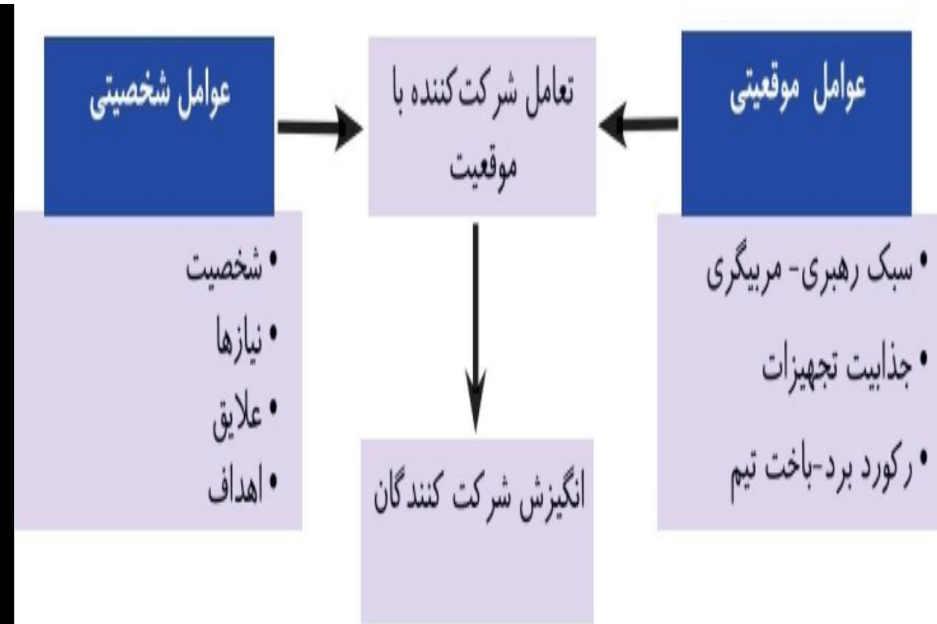 عوامل موقعیتی
• سبک رهبری- مربیگری
• جذابیت تجهیزات
• رکورد برد-باخت تیم
تعامل شرکت‌کننده با
موقعیت
عوامل شخصیتی
• شخصیت
• نیازها
• علایق
• اهداف
انگیزش شرکت کنندگان